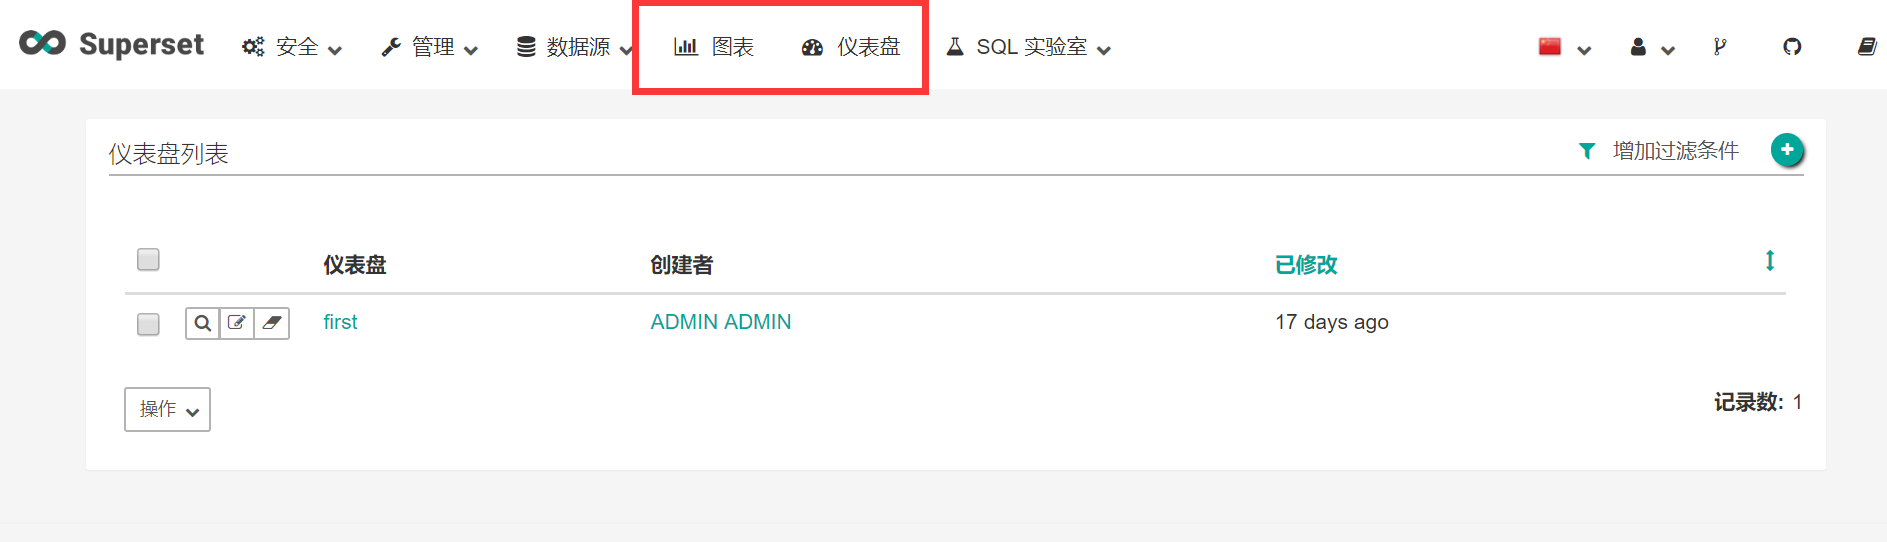 Superset 安全 管理 数据源 图表 仪表盘 SQL 实验室
仪表盘列表 增加过滤条件
仪表盘 创建者 已修改
first ADMIN ADMIN 17 days ago
操作 记录数: 1